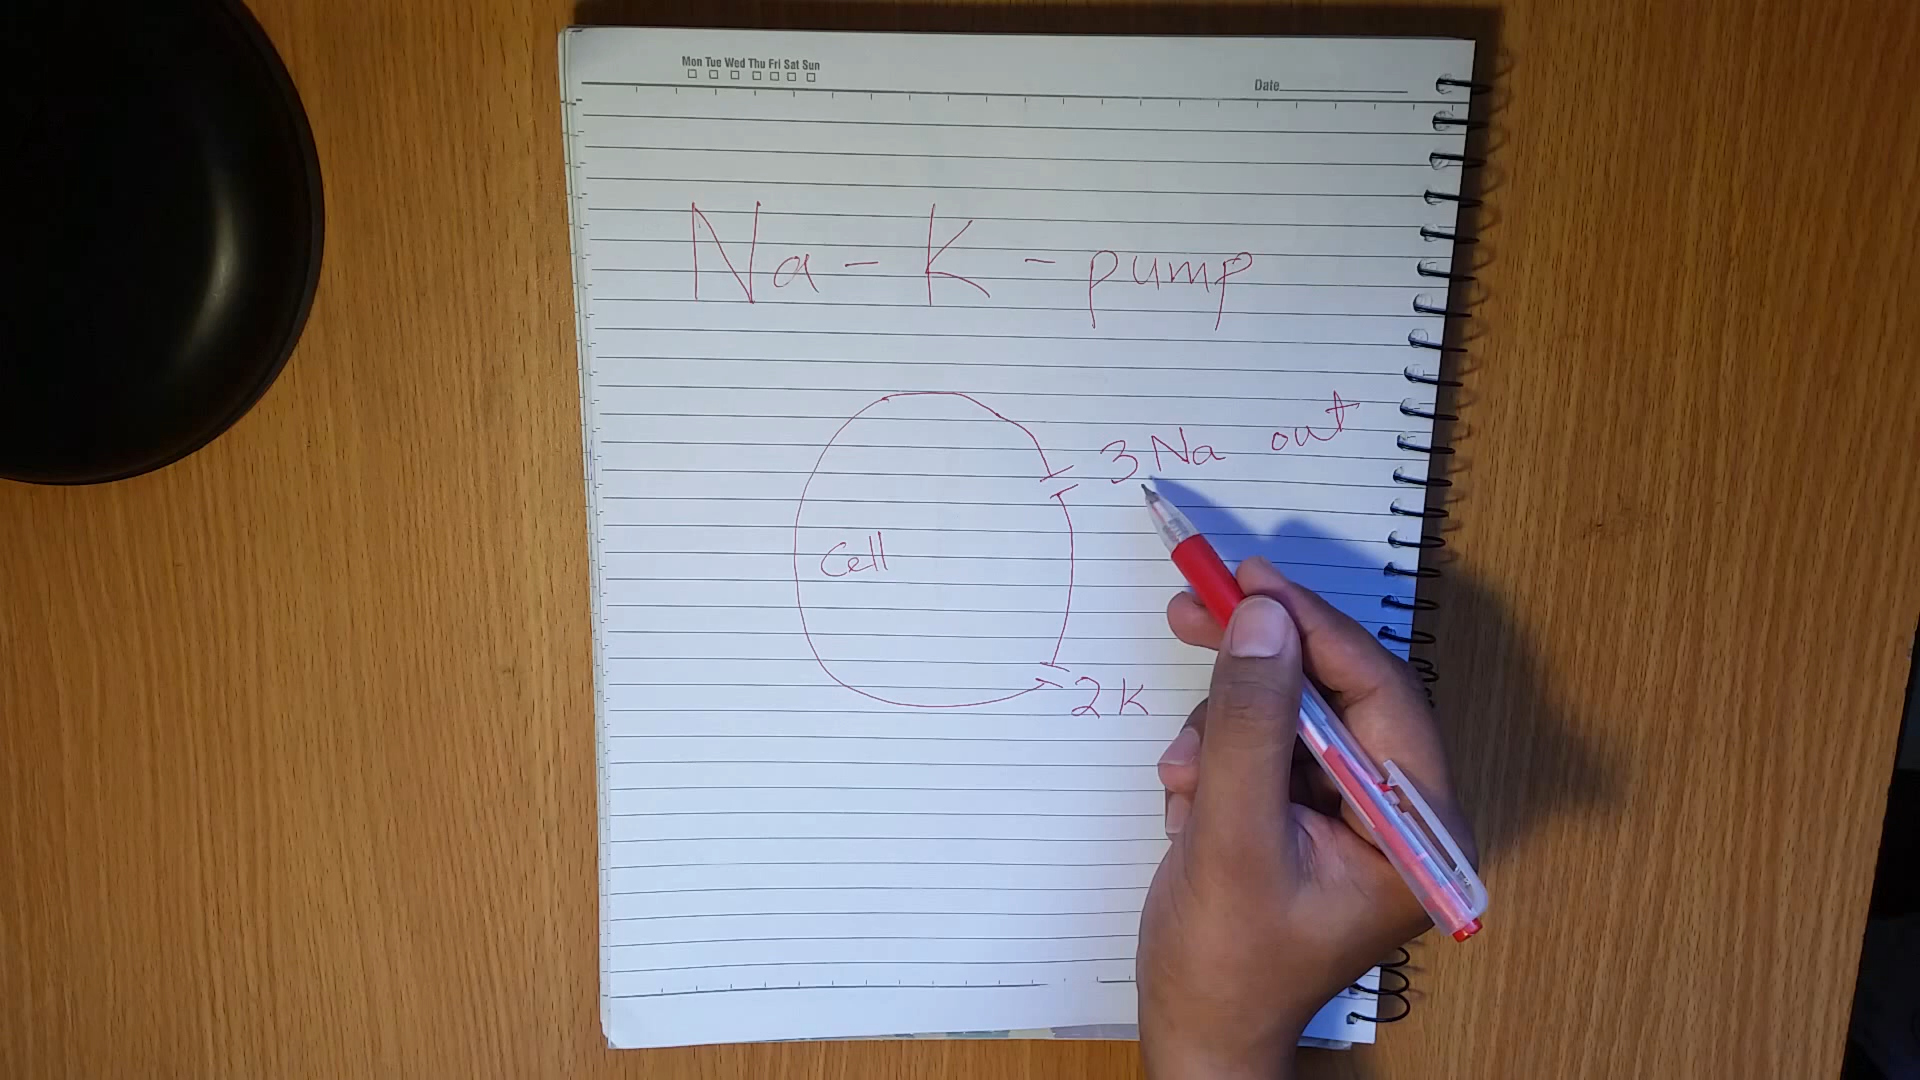 Mon Tue Wed Thu Fri Sat Sun
Date
Na - K - pump
3 Na out
Cell
2 K